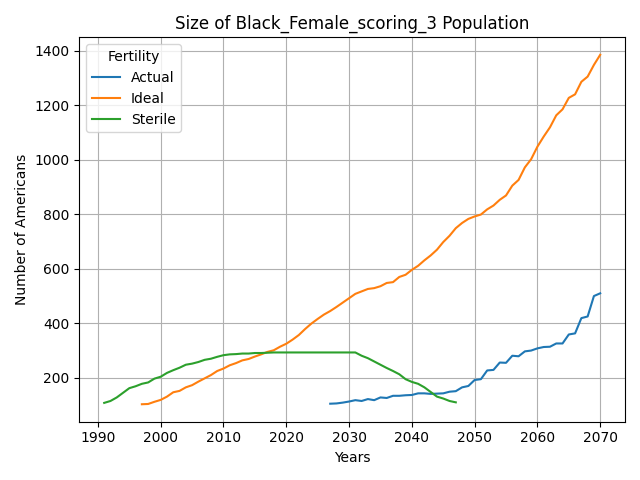 Size of Black_Female_scoring_3 Population
Fertility
Actual
Ideal
Sterile
Number of Americans
1400
1200
1000
800
600
400
200
1990 2000 2010 2020 2030 2040 2050 2060 2070
Years